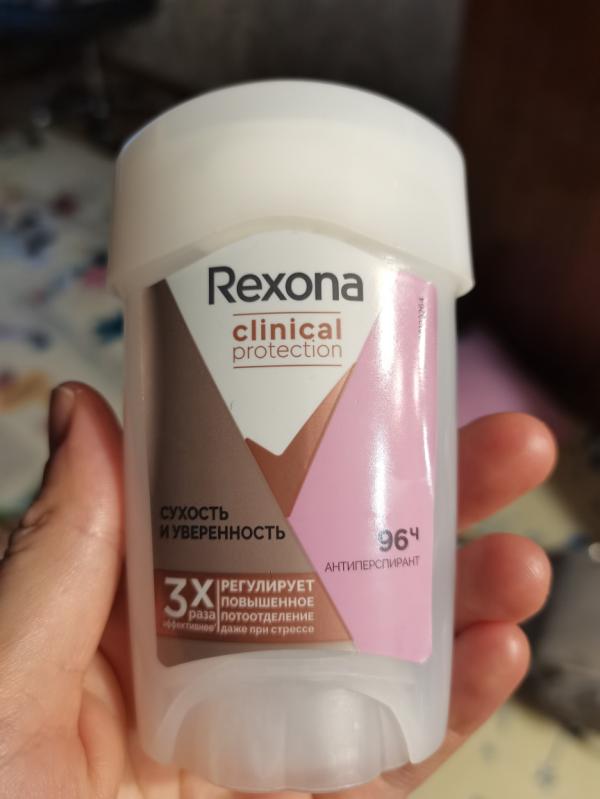 Rexona
clinical
protection
СУХОСТЬ
И УВЕРЕННОСТЬ
96ч
АНТИПЕРСПИРАНТ
3X
раза
эффективнее*
РЕГУЛИРУЕТ
ПОВЫШЕННОЕ
ПОТООТДЕЛЕНИЕ
даже при стрессе